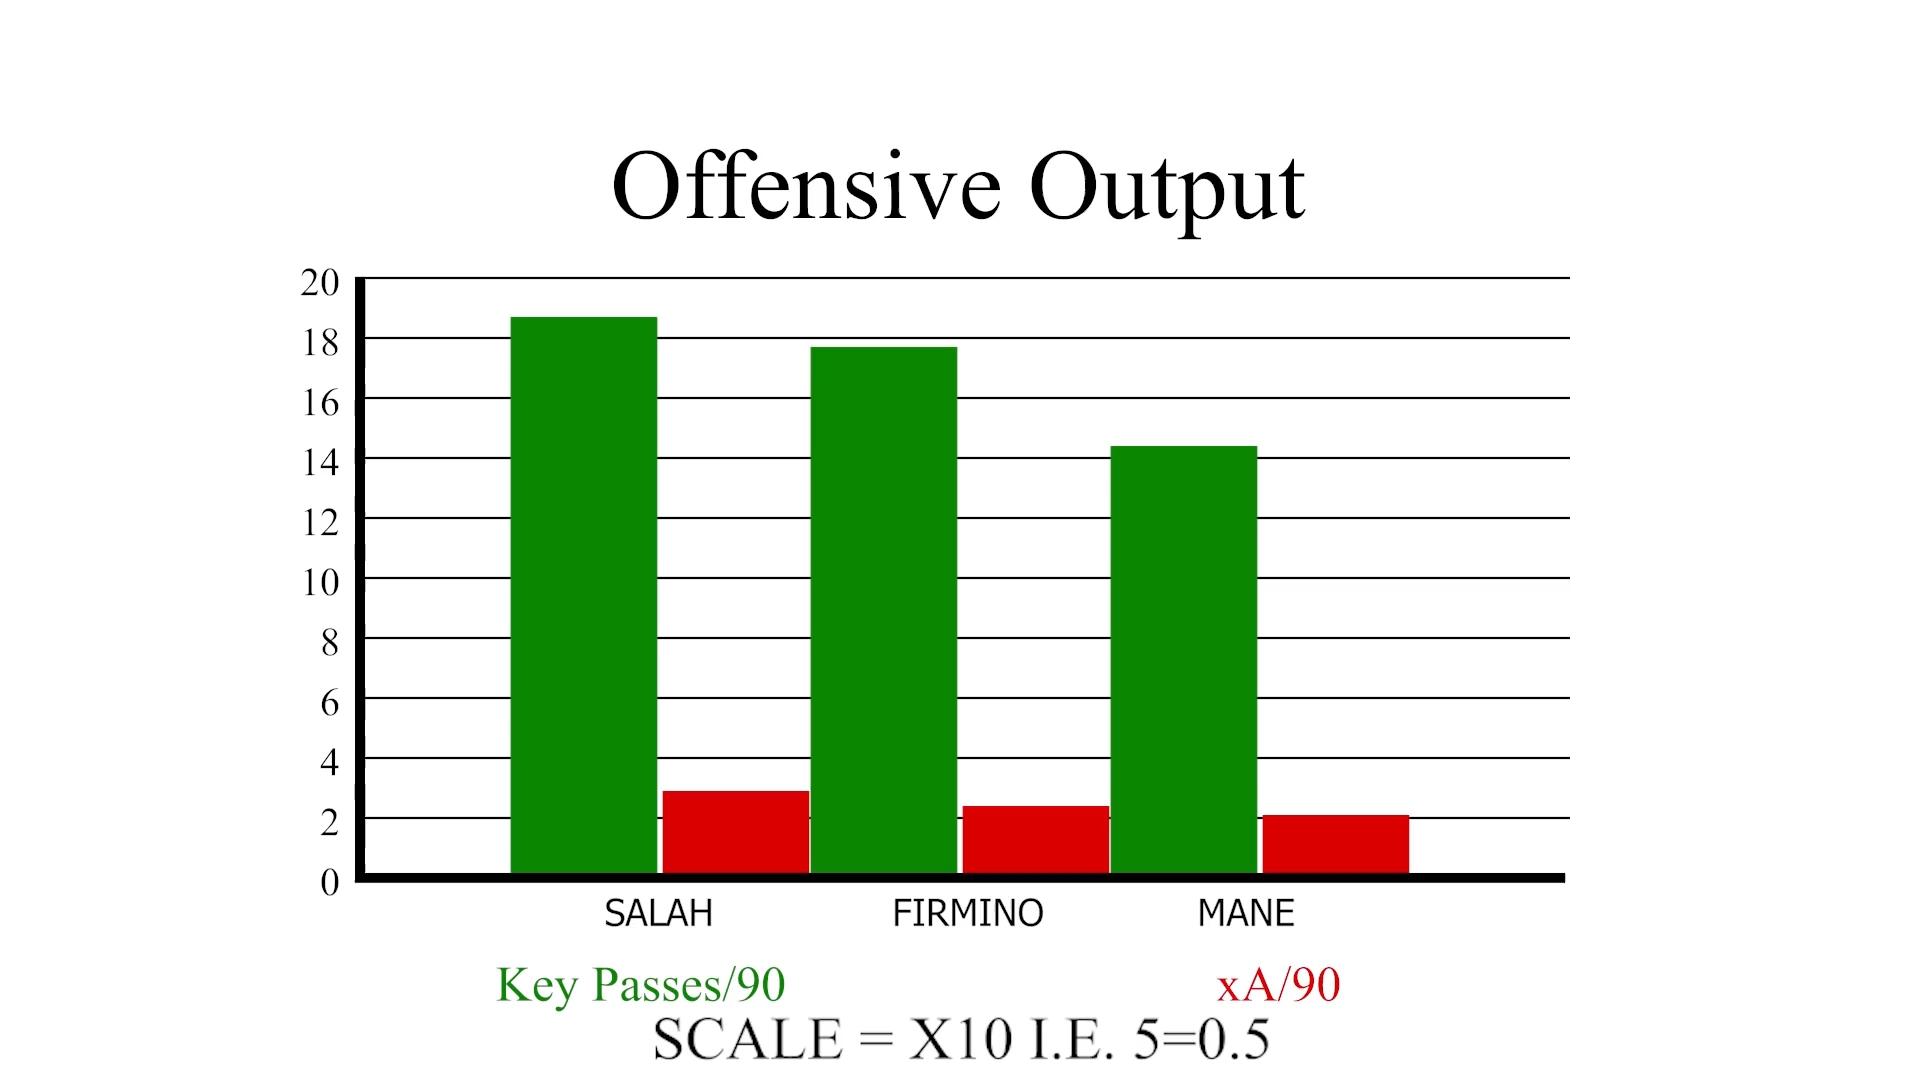 Offensive Output
20
18
16
14
12
10
8
6
4
2
0
SALAH FIRMINO MANE
Key Passes/90 xA/90
SCALE = X10 I.E. 5=0.5